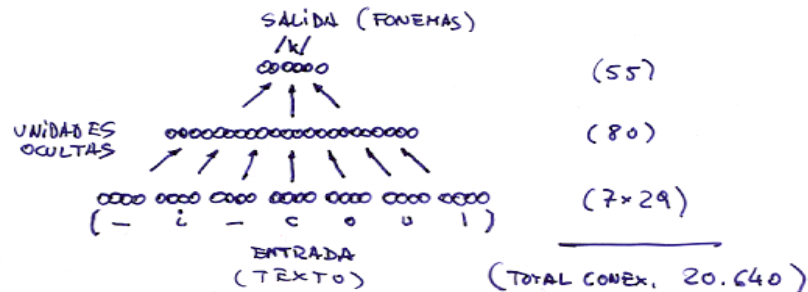 SALIDA (FONEMAS)
/k/
(55)
UNIDADES
OCULTAS
(80)
(7×29)
( – i – c o u l )
ENTRADA
(TEXTO)
(TOTAL CONEX. 20.640)